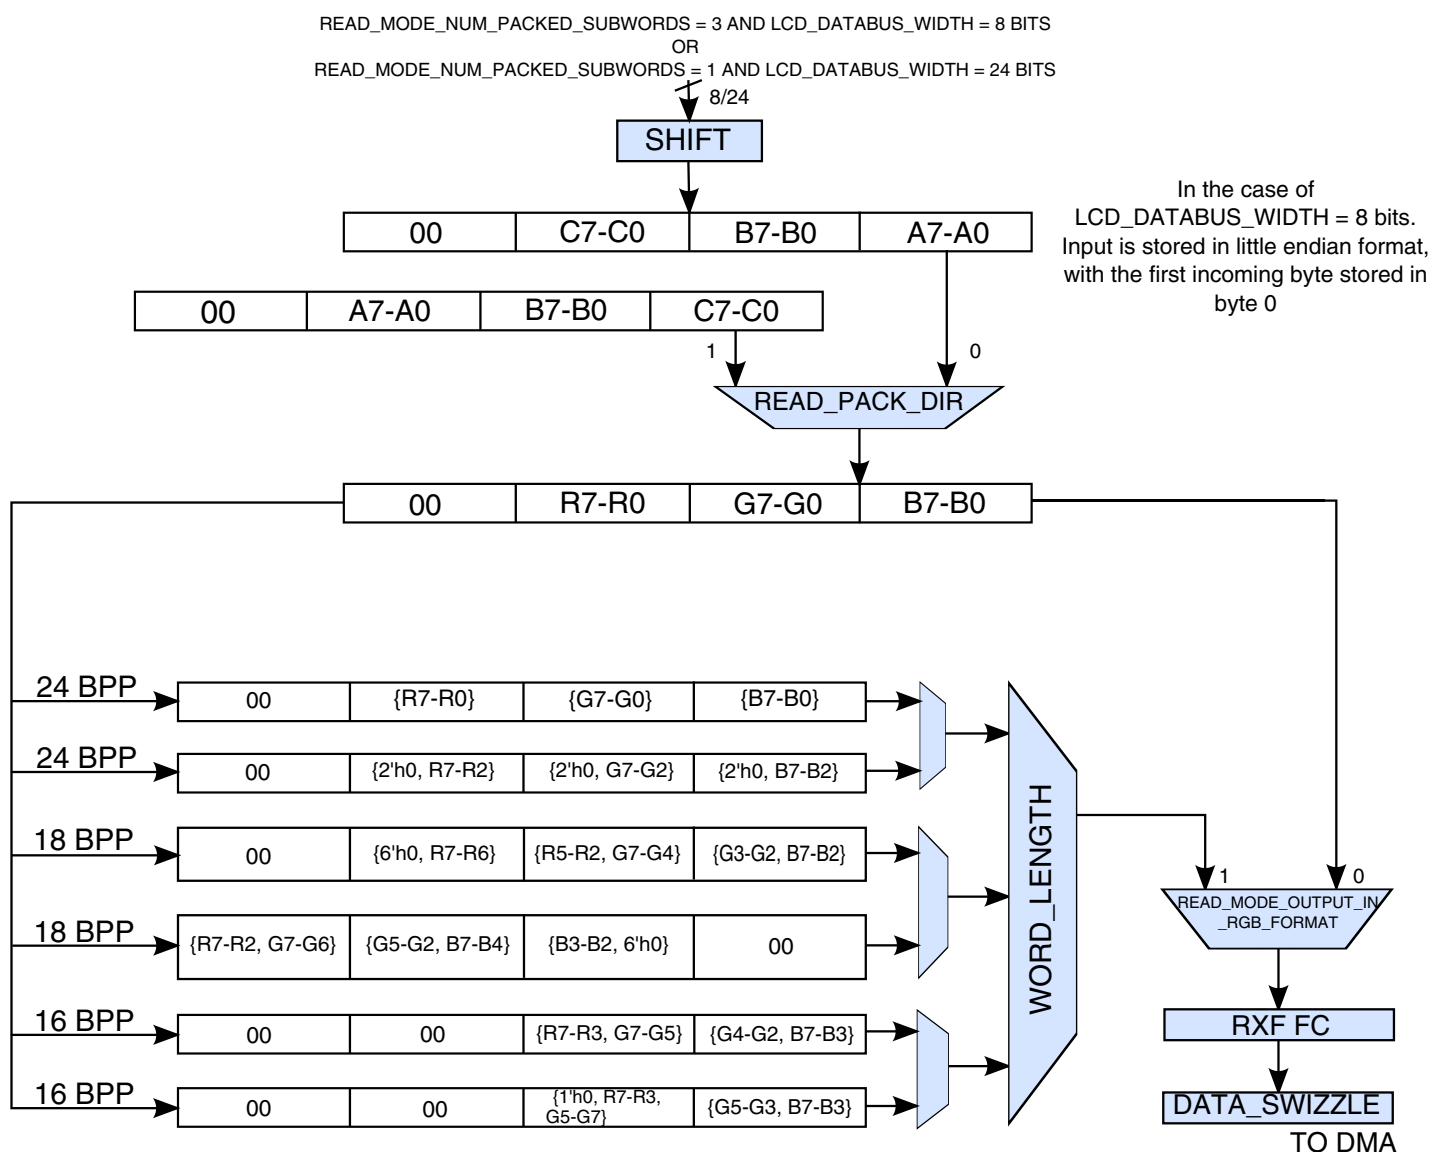 READ_MODE_NUM_PACKED_SUBWORDS = 3 AND LCD_DATABUS_WIDTH = 8 BITS
OR
READ_MODE_NUM_PACKED_SUBWORDS = 1 AND LCD_DATABUS_WIDTH = 24 BITS
8/24
SHIFT
In the case of
LCD_DATABUS_WIDTH = 8 bits.
Input is stored in little endian format,
with the first incoming byte stored in
byte 0
00 C7-C0 B7-B0 A7-A0
00 A7-A0 B7-B0 C7-C0
1 0
READ_PACK_DIR
00 R7-R0 G7-G0 B7-B0
24 BPP 00 {R7-R0} {G7-G0} {B7-B0}
24 BPP 00 {2'h0, R7-R2} {2'h0, G7-G2} {2'h0, B7-B2}
18 BPP 00 {6'h0, R7-R6} {R5-R2, G7-G4} {G3-G2, B7-B2}
18 BPP {R7-R2, G7-G6} {G5-G2, B7-B4} {B3-B2, 6'h0} 00
16 BPP 00 00 {R7-R3, G7-G5} {G4-G2, B7-B3}
16 BPP 00 00 {1'h0, R7-R3,
G5-G7} {G5-G3, B7-B3}
WORD_LENGTH
1 0
READ_MODE_OUTPUT_IN
_RGB_FORMAT
RXF FC
DATA_SWIZZLE
TO DMA